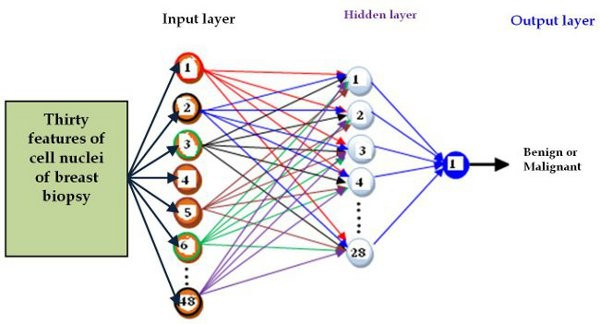 Input layer
Hidden layer
Output layer
Thirty
features of
cell nuclei
of breast
biopsy
1
2
3
4
5
6
48
1
2
3
4
28
1
Benign or
Malignant